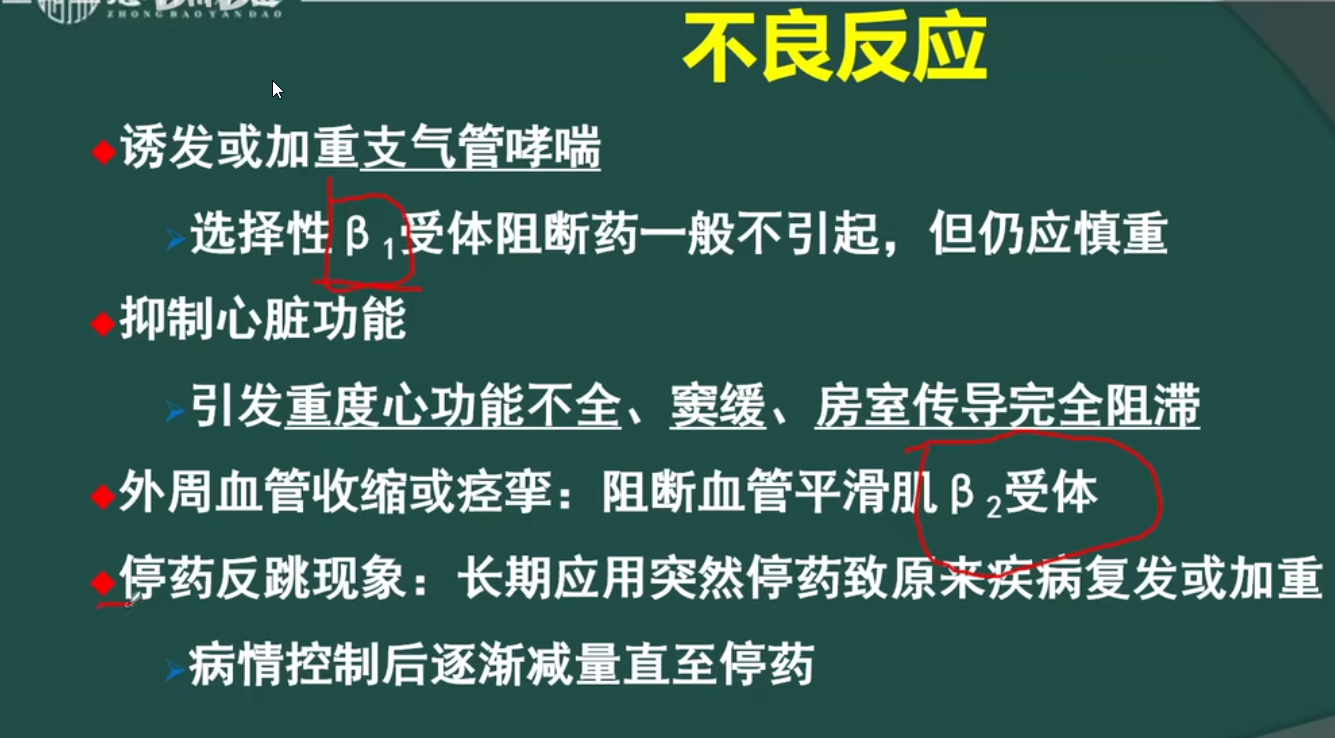 ZHONG BAO YAN DAO
不良反应
诱发或加重支气管哮喘
选择性β1受体阻断药一般不引起，但仍应慎重
抑制心脏功能
引发重度心功能不全、窦缓、房室传导完全阻滞
外周血管收缩或痉挛：阻断血管平滑肌β2受体
停药反跳现象：长期应用突然停药致原来疾病复发或加重
病情控制后逐渐减量直至停药